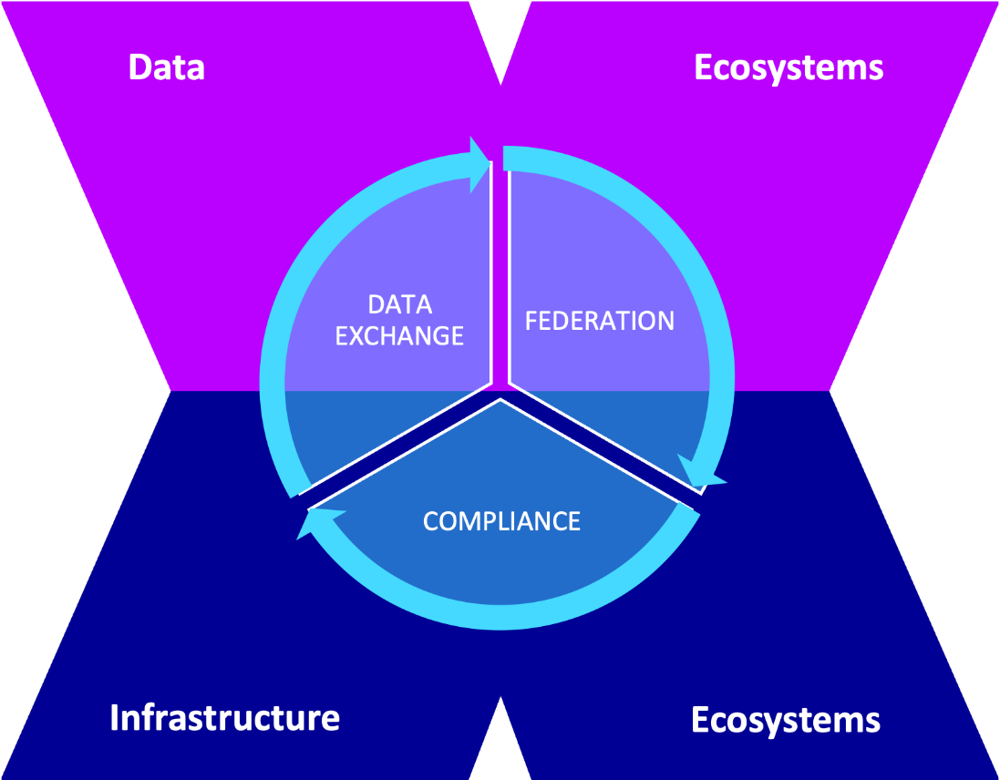 Data
Ecosystems
DATA
EXCHANGE
FEDERATION
COMPLIANCE
Infrastructure
Ecosystems